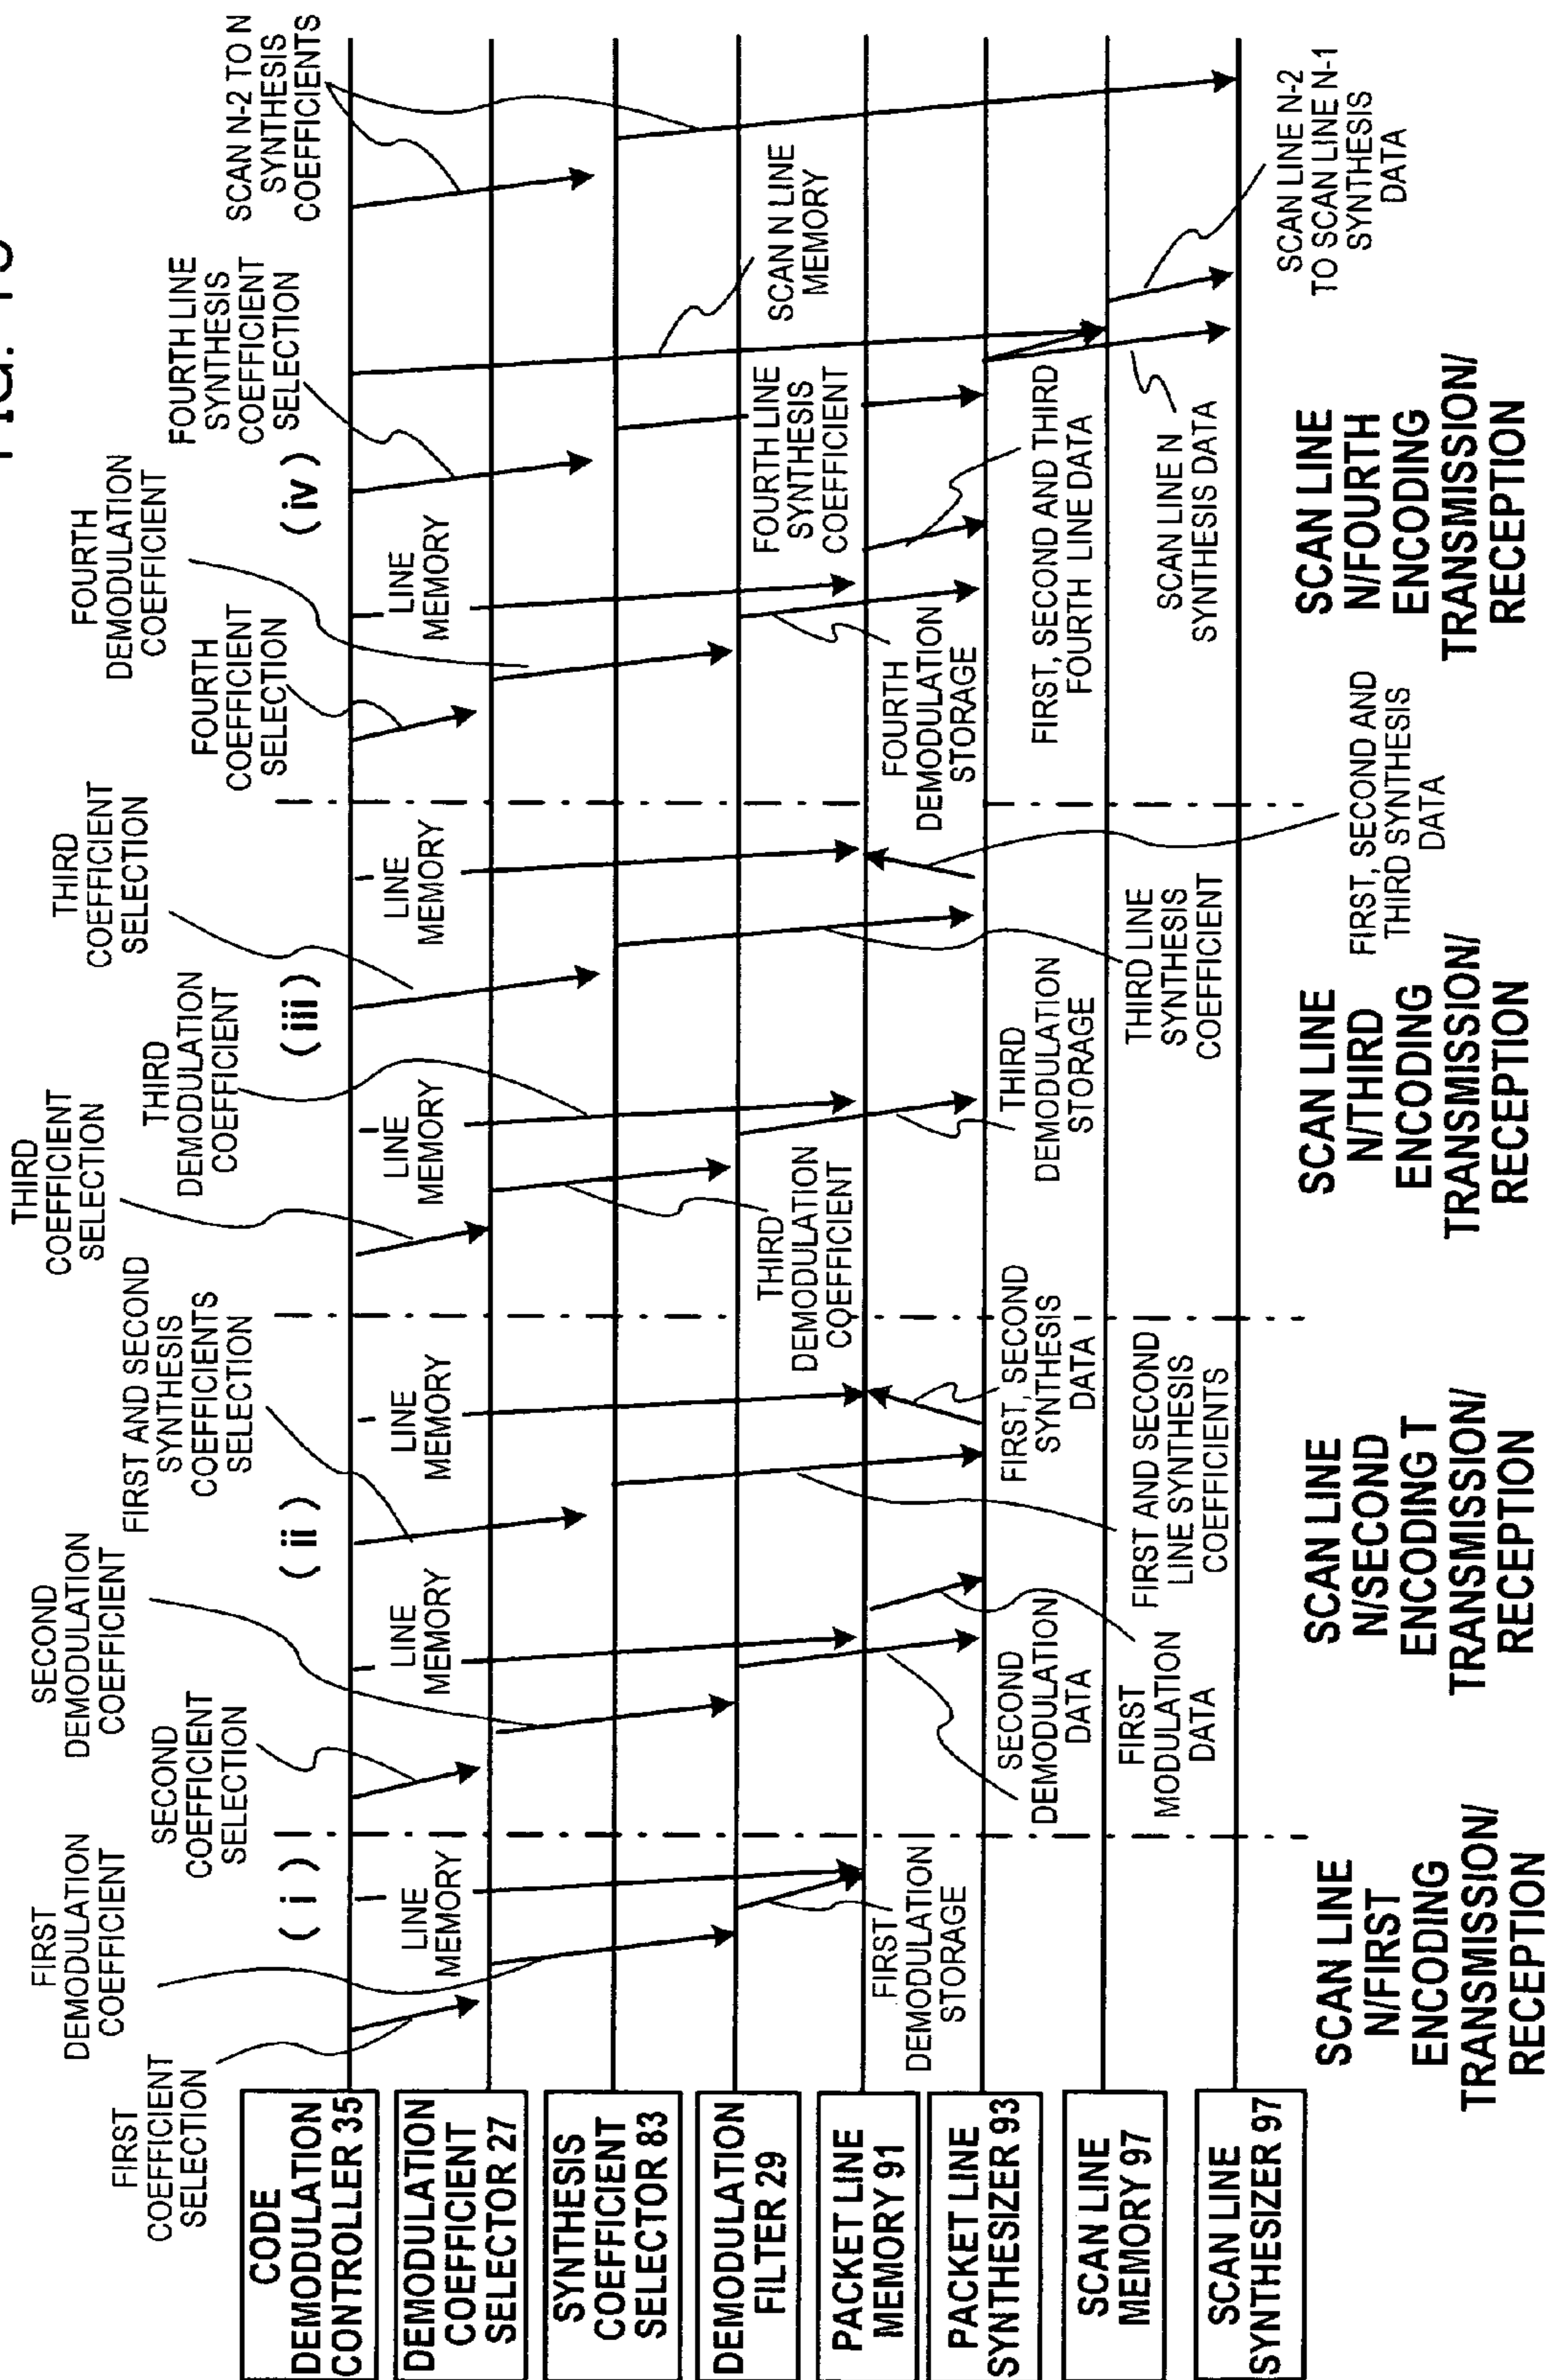 CODE
DEMODULATION
CONTROLLER 35
DEMODULATION
COEFFICIENT
SELECTOR 27
SYNTHESIS
COEFFICIENT
SELECTOR 83
DEMODULATION
FILTER 29
PACKET LINE
MEMORY 91
PACKET LINE
SYNTHESIZER 93
SCAN LINE
MEMORY 97
SCAN LINE
SYNTHESIZER 97
FIRST
COEFFICIENT
SELECTION
FIRST
DEMODULATION
COEFFICIENT
( i )
LINE
MEMORY
FIRST
DEMODULATION
STORAGE
SCAN LINE
N/FIRST
ENCODING
TRANSMISSION/
RECEPTION
SECOND
COEFFICIENT
SELECTION
SECOND
DEMODULATION
COEFFICIENT
( ii )
LINE
MEMORY
FIRST AND SECOND
SYNTHESIS
COEFFICIENTS
SELECTION
LINE
MEMORY
SECOND
DEMODULATION
DATA
FIRST
MODULATION
DATA
FIRST, SECOND
SYNTHESIS
DATA
FIRST AND SECOND
LINE SYNTHESIS
COEFFICIENTS
SCAN LINE
N/SECOND
ENCODING T
TRANSMISSION/
RECEPTION
THIRD
COEFFICIENT
SELECTION
THIRD
DEMODULATION
COEFFICIENT
( iii )
LINE
MEMORY
THIRD
COEFFICIENT
SELECTION
LINE
MEMORY
THIRD
DEMODULATION
COEFFICIENT
THIRD
DEMODULATION
STORAGE
THIRD LINE
SYNTHESIS
COEFFICIENT
FIRST, SECOND AND
THIRD SYNTHESIS
DATA
SCAN LINE
N/THIRD
ENCODING
TRANSMISSION/
RECEPTION
FOURTH
COEFFICIENT
SELECTION
FOURTH
DEMODULATION
COEFFICIENT
( iv )
LINE
MEMORY
FOURTH LINE
SYNTHESIS
COEFFICIENT
SELECTION
SCAN N-2 TO N
SYNTHESIS
COEFFICIENTS
SCAN N LINE
MEMORY
FOURTH LINE
SYNTHESIS
COEFFICIENT
FOURTH
DEMODULATION
STORAGE
FIRST, SECOND AND THIRD
FOURTH LINE DATA
SCAN LINE N
SYNTHESIS DATA
SCAN LINE N-2
TO SCAN LINE N-1
SYNTHESIS
DATA
SCAN LINE
N/FOURTH
ENCODING
TRANSMISSION/
RECEPTION